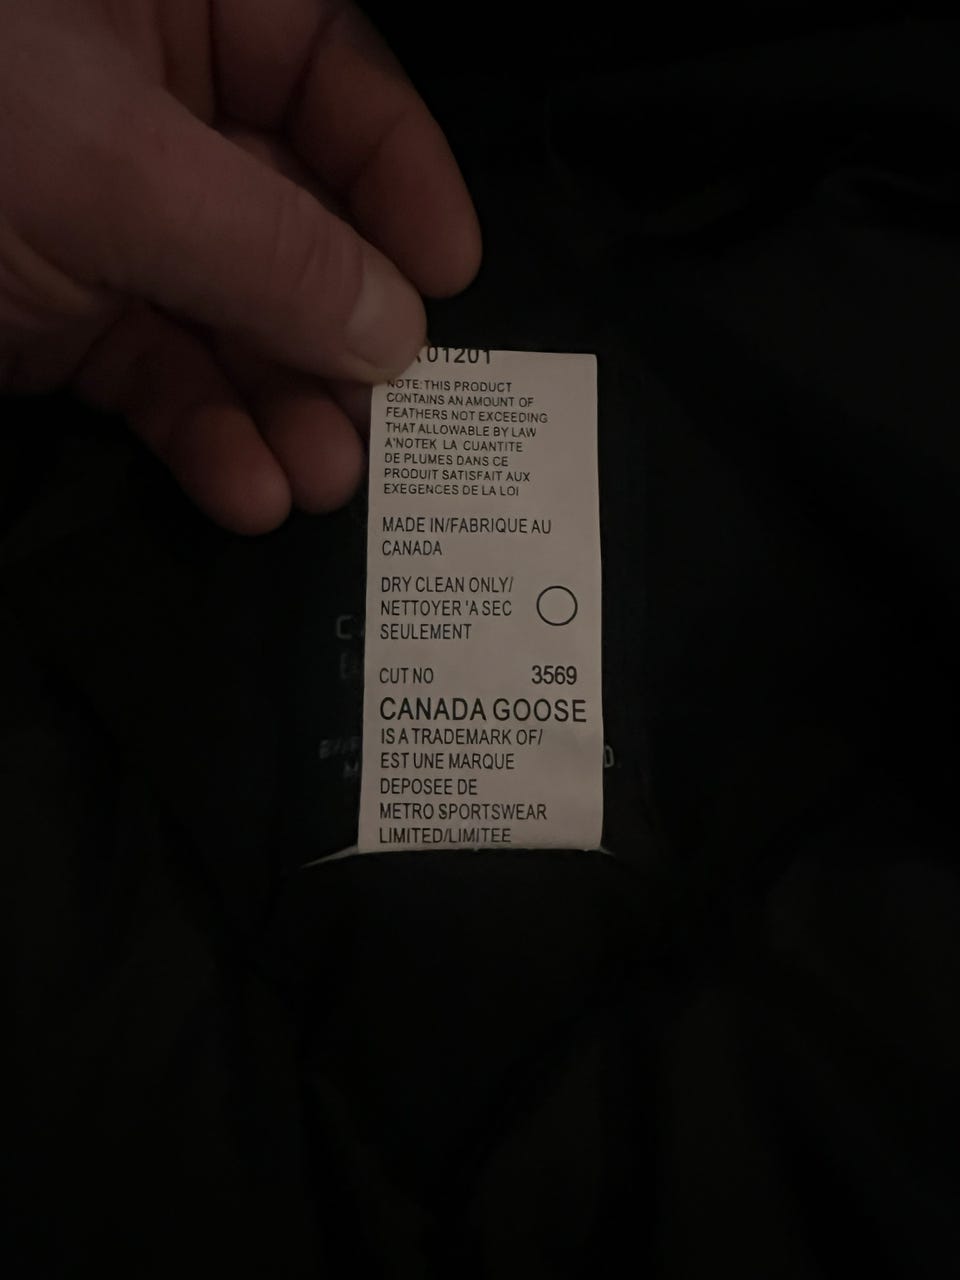 01201
NOTE:THIS PRODUCT
CONTAINS AN AMOUNT OF
FEATHERS NOT EXCEEDING
THAT ALLOWABLE BY LAW
A'NOTEK LA CUANTITE
DE PLUMES DANS CE
PRODUIT SATISFAIT AUX
EXEGENCES DE LA LOI
MADE IN/FABRIQUE AU
CANADA
DRY CLEAN ONLY/
NETTOYER 'A SEC
SEULEMENT
CUT NO 3569
CANADA GOOSE
IS A TRADEMARK OF/
EST UNE MARQUE
DEPOSEE DE
METRO SPORTSWEAR
LIMITED/LIMITEE